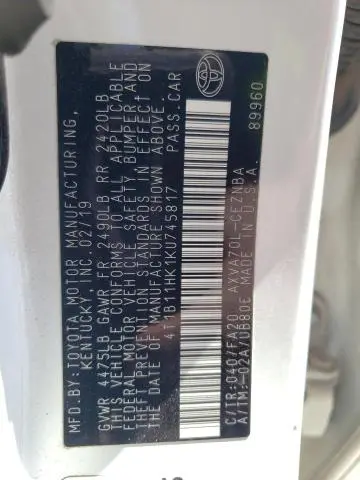 MFD. BY: TOYOTA MOTOR MANUFACTURING,
KENTUCKY, INC. 02/19
GVWR 4475LB GAWR FR 2490LB RR 2420LB
THIS VEHICLE CONFORMS TO ALL APPLICABLE
FEDERAL MOTOR VEHICLE SAFETY, BUMPER, AND
THEFT PREVENTION STANDARDS IN EFFECT ON
THE DATE OF MANUFACTURE SHOWN ABOVE.
4T1B11HK1KU745817 PASS. CAR
C/TR: 040/FA20 AXVA70L-CEZNBA
A/TM: -02A/UB80E MADE IN U.S.A.
89960